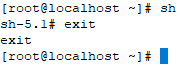 [root@localhost ~]# sh
sh-5.1# exit
exit
[root@localhost ~]#